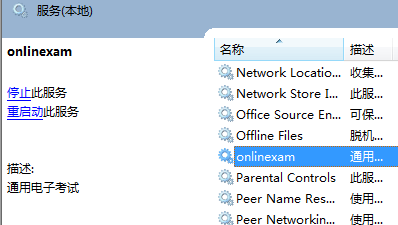 服务(本地)
onlinexam
停止此服务
重启动此服务
描述:
通用电子考试
名称 描述
Network Locatio... 收集...
Network Store I... 此服...
Office Source En... 可保...
Offline Files 脱机...
onlinexam 通用...
Parental Controls 此服...
Peer Name Res... 使用...
Peer Networkin... 使用...